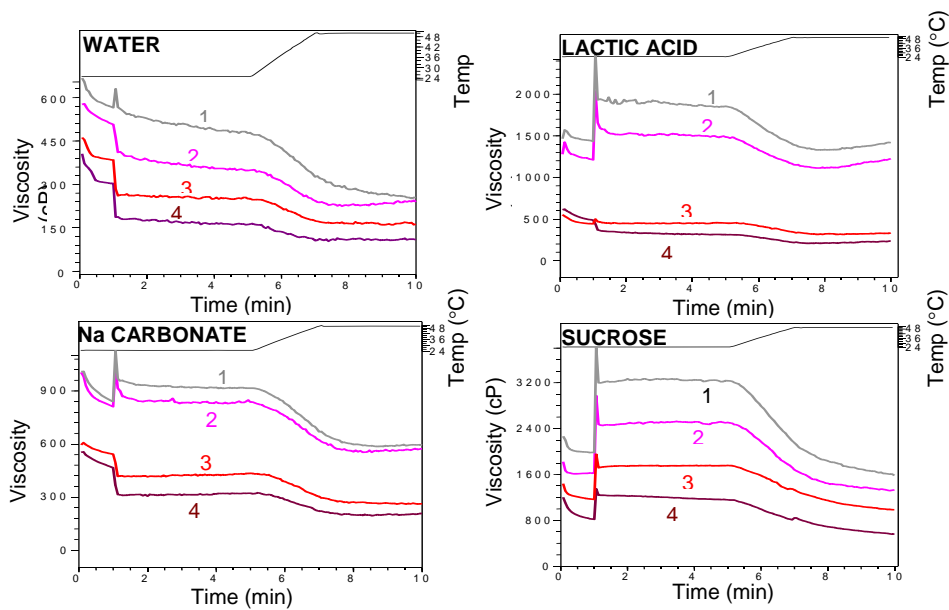 WATER
48
42
36
30
24
Temp
600
450
300
150
0
Viscosity
1
2
3
4
0 2 4 6 8 10
Time (min)
LACTIC ACID
48
36
24
Temp (°C)
2000
1500
1000
500
0
Viscosity
1
2
3
4
0 2 4 6 8 10
Time (min)
Na CARBONATE
48
36
24
Temp (°C)
900
600
300
0
Viscosity
1
2
3
4
0 2 4 6 8 10
Time (min)
SUCROSE
48
36
24
Temp (°C)
3200
2400
1600
800
0
Viscosity (cP)
1
2
3
4
0 2 4 6 8 10
Time (min)